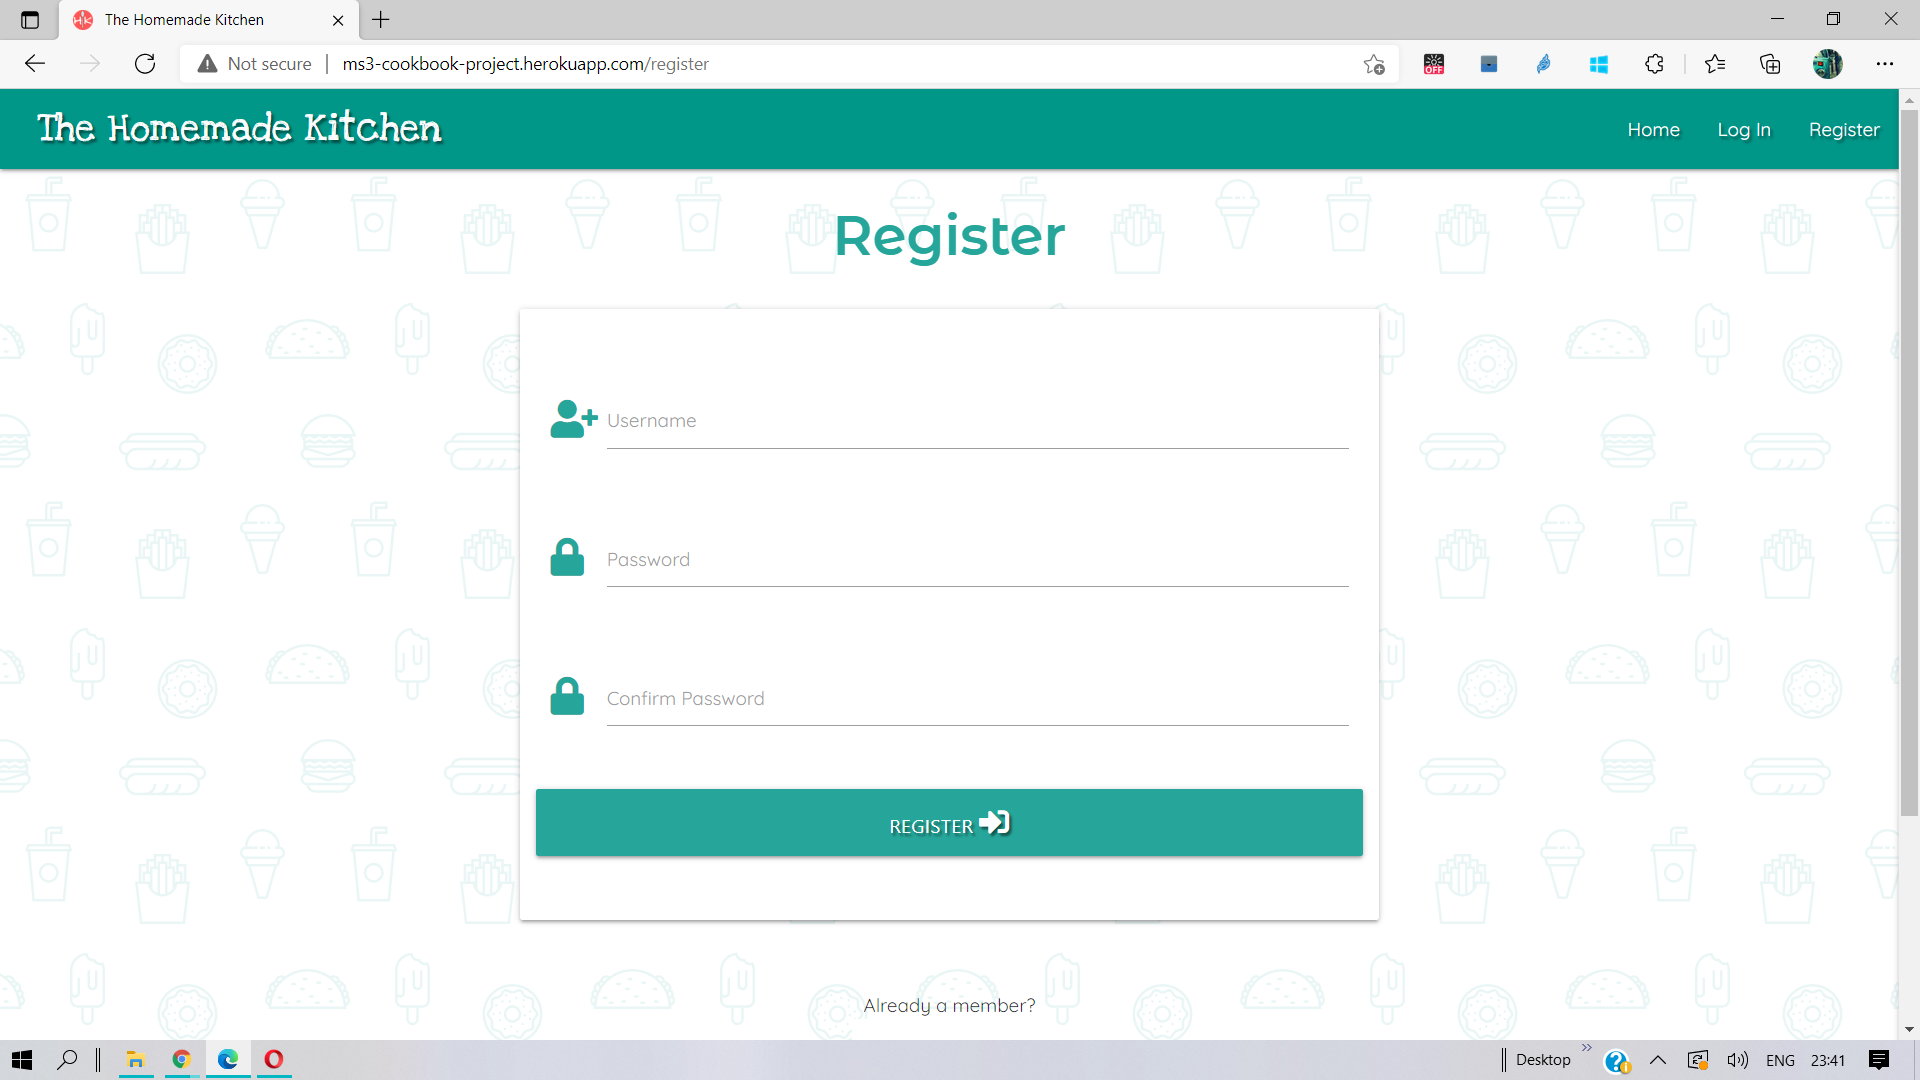 The Homemade Kitchen
Not secure
ms3-cookbook-project.herokuapp.com/register
OFF
The Homemade Kitchen
Home
Log In
Register
Register
Username
Password
Confirm Password
REGISTER
Already a member?
Desktop
ENG
23:41